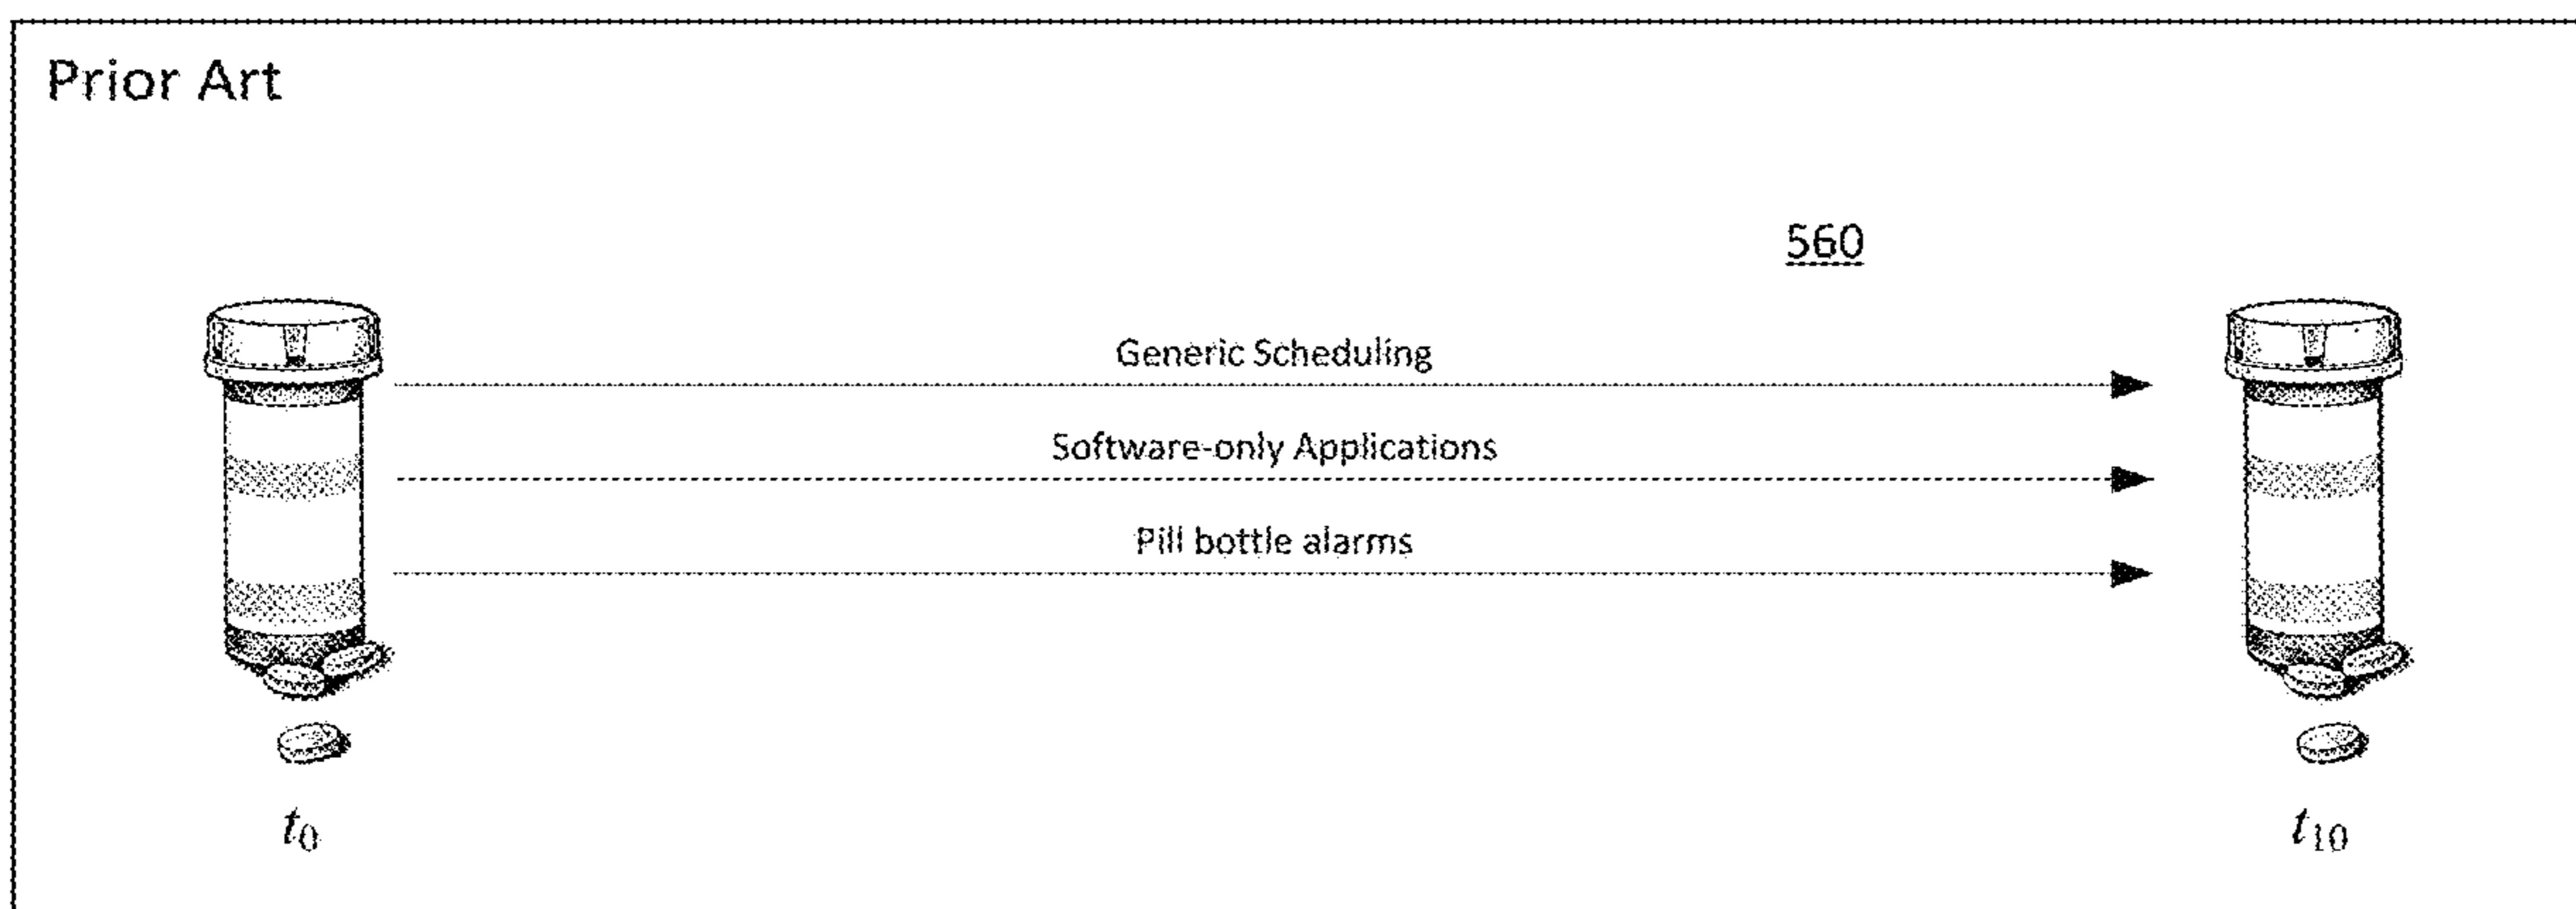 Prior Art
560
Generic Scheduling
Software-only Applications
Pill bottle alarms
t0
t10